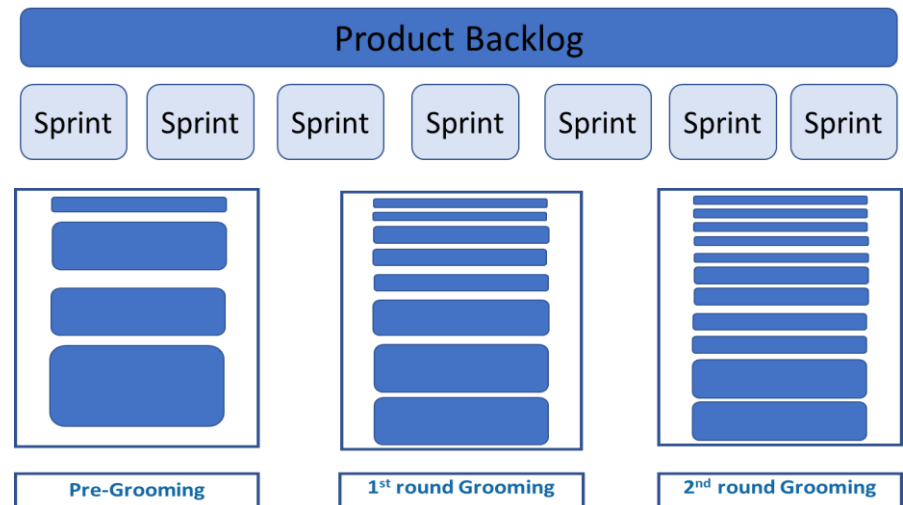 Product Backlog
Sprint Sprint Sprint Sprint Sprint Sprint Sprint
Pre-Grooming 1st round Grooming 2nd round Grooming